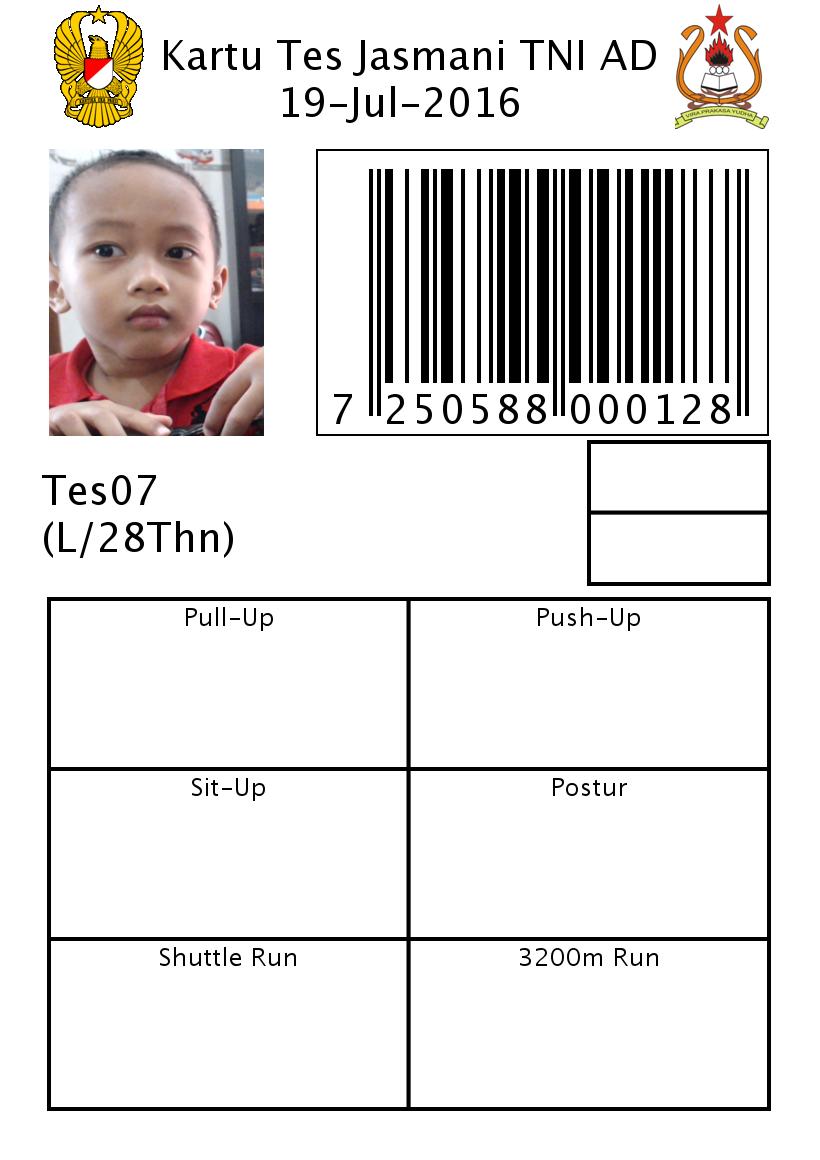 Kartu Tes Jasmani TNI AD
19-Jul-2016
VIRA PRAKASA YUDHA
7 250588 000128
Tes07
(L/28Thn)
Pull-Up
Push-Up
Sit-Up
Postur
Shuttle Run
3200m Run